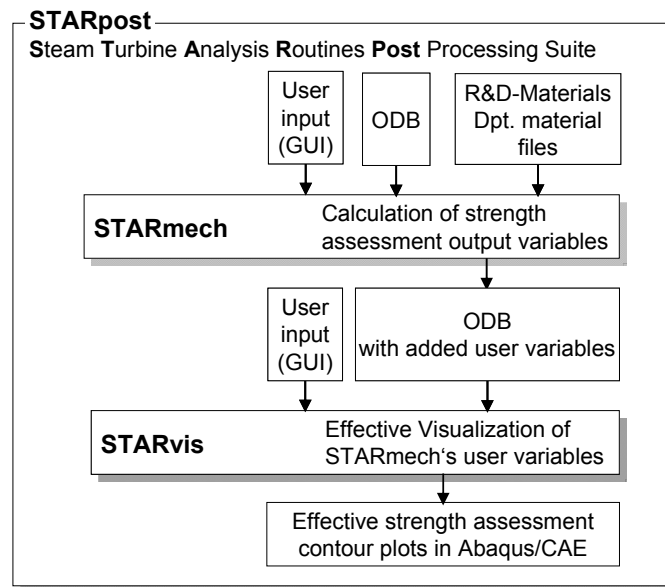 STARpost
Steam Turbine Analysis Routines Post Processing Suite
User
input
(GUI)
ODB
R&D-Materials
Dpt. material
files
STARmech
Calculation of strength
assessment output variables
User
input
(GUI)
ODB
with added user variables
STARvis
Effective Visualization of
STARmech‘s user variables
Effective strength assessment
contour plots in Abaqus/CAE